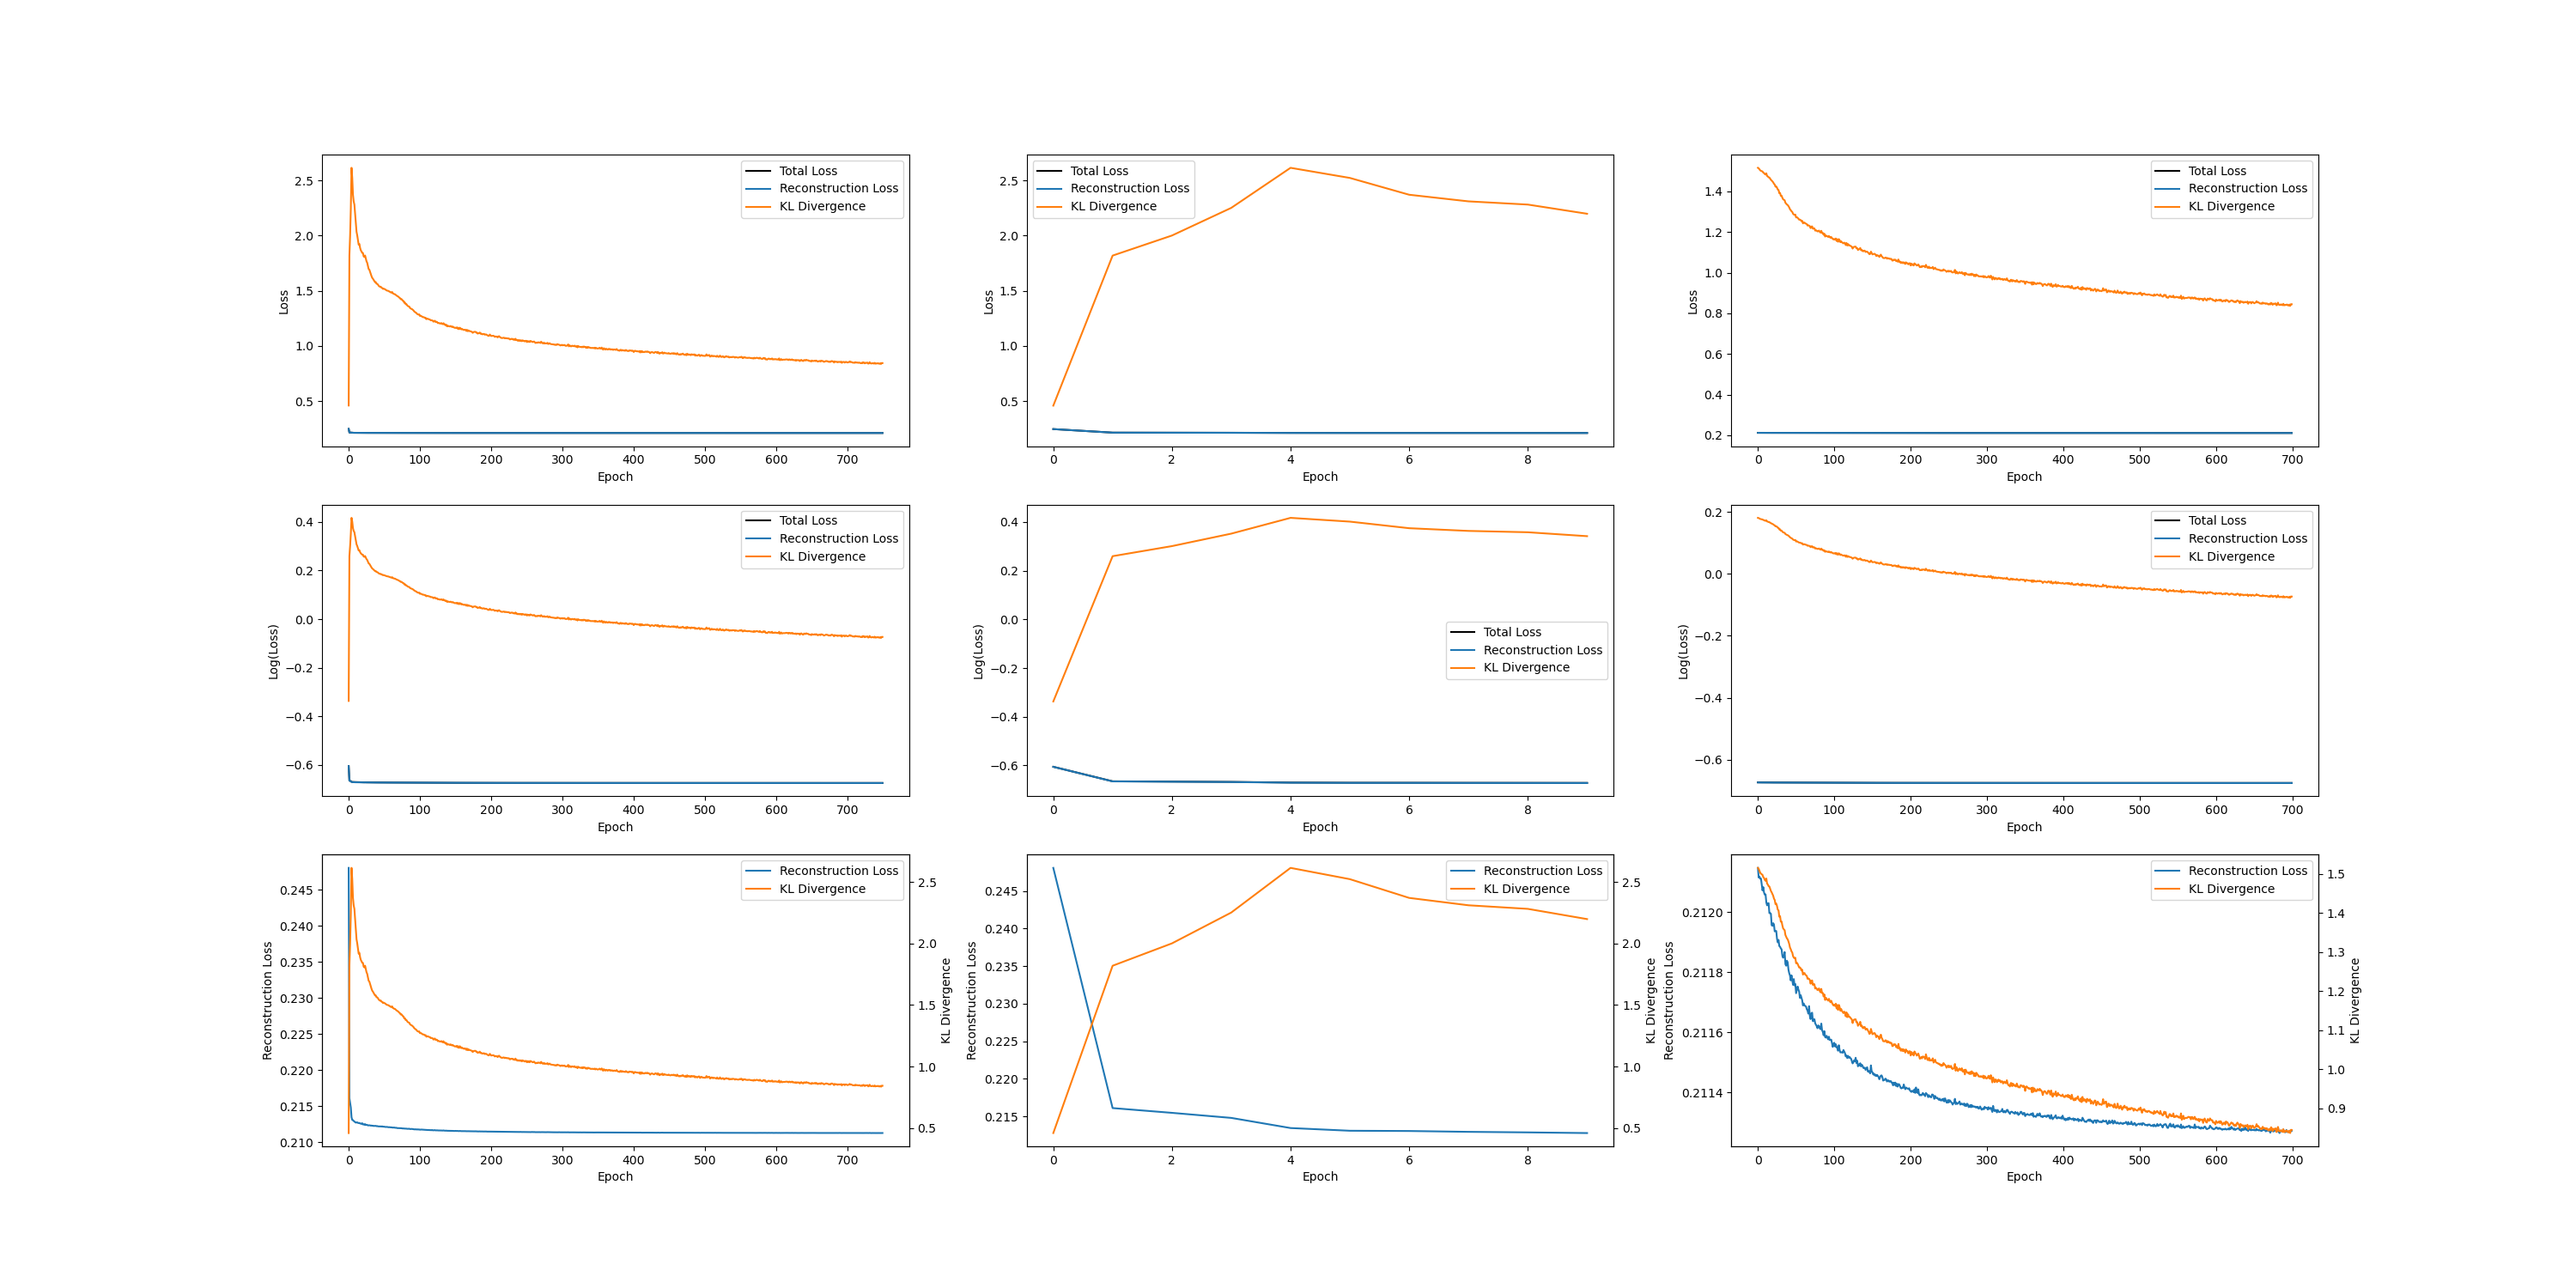 Loss
2.5
2.0
1.5
1.0
0.5
Total Loss
Reconstruction Loss
KL Divergence
0 100 200 300 400 500 600 700
Epoch
Loss
2.5
2.0
1.5
1.0
0.5
Total Loss
Reconstruction Loss
KL Divergence
0 2 4 6 8
Epoch
Loss
1.4
1.2
1.0
0.8
0.6
0.4
0.2
Total Loss
Reconstruction Loss
KL Divergence
0 100 200 300 400 500 600 700
Epoch
Log(Loss)
0.4
0.2
0.0
−0.2
−0.4
−0.6
Total Loss
Reconstruction Loss
KL Divergence
0 100 200 300 400 500 600 700
Epoch
Log(Loss)
0.4
0.2
0.0
−0.2
−0.4
−0.6
Total Loss
Reconstruction Loss
KL Divergence
0 2 4 6 8
Epoch
Log(Loss)
0.2
0.0
−0.2
−0.4
−0.6
Total Loss
Reconstruction Loss
KL Divergence
0 100 200 300 400 500 600 700
Epoch
Reconstruction Loss
0.245
0.240
0.235
0.230
0.225
0.220
0.215
0.210
Reconstruction Loss
KL Divergence
2.5
2.0
1.5
1.0
0.5
KL Divergence
0 100 200 300 400 500 600 700
Epoch
Reconstruction Loss
0.245
0.240
0.235
0.230
0.225
0.220
0.215
Reconstruction Loss
KL Divergence
2.5
2.0
1.5
1.0
0.5
KL Divergence
0 2 4 6 8
Epoch
Reconstruction Loss
0.2120
0.2118
0.2116
0.2114
Reconstruction Loss
KL Divergence
1.5
1.4
1.3
1.2
1.1
1.0
0.9
KL Divergence
0 100 200 300 400 500 600 700
Epoch